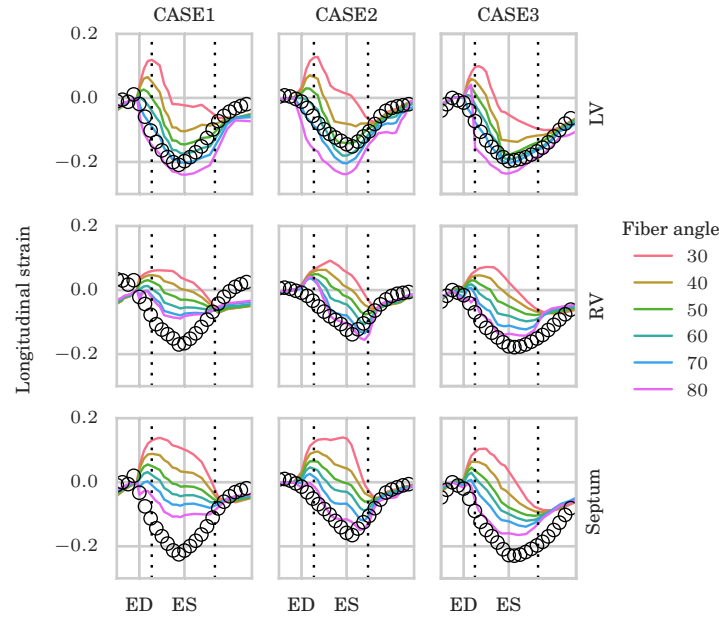 CASE1 CASE2 CASE3
0.2
0.0
−0.2
LV
0.2
0.0
−0.2
RV
0.2
0.0
−0.2
Septum
Longitudinal strain
ED ES ED ES ED ES
Fiber angle
30
40
50
60
70
80